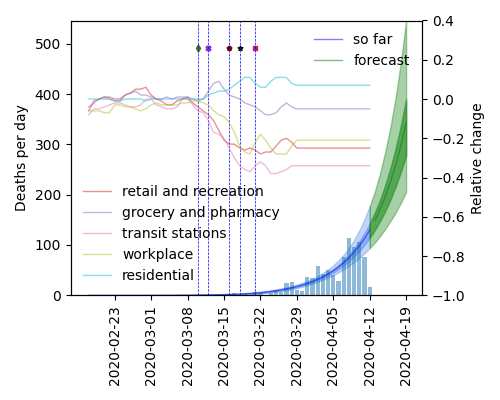 so far
forecast
retail and recreation
grocery and pharmacy
transit stations
workplace
residential
Deaths per day
0
100
200
300
400
500
Relative change
0.4
0.2
0.0
−0.2
−0.4
−0.6
−0.8
−1.0
2020-02-23
2020-03-01
2020-03-08
2020-03-15
2020-03-22
2020-03-29
2020-04-05
2020-04-12
2020-04-19